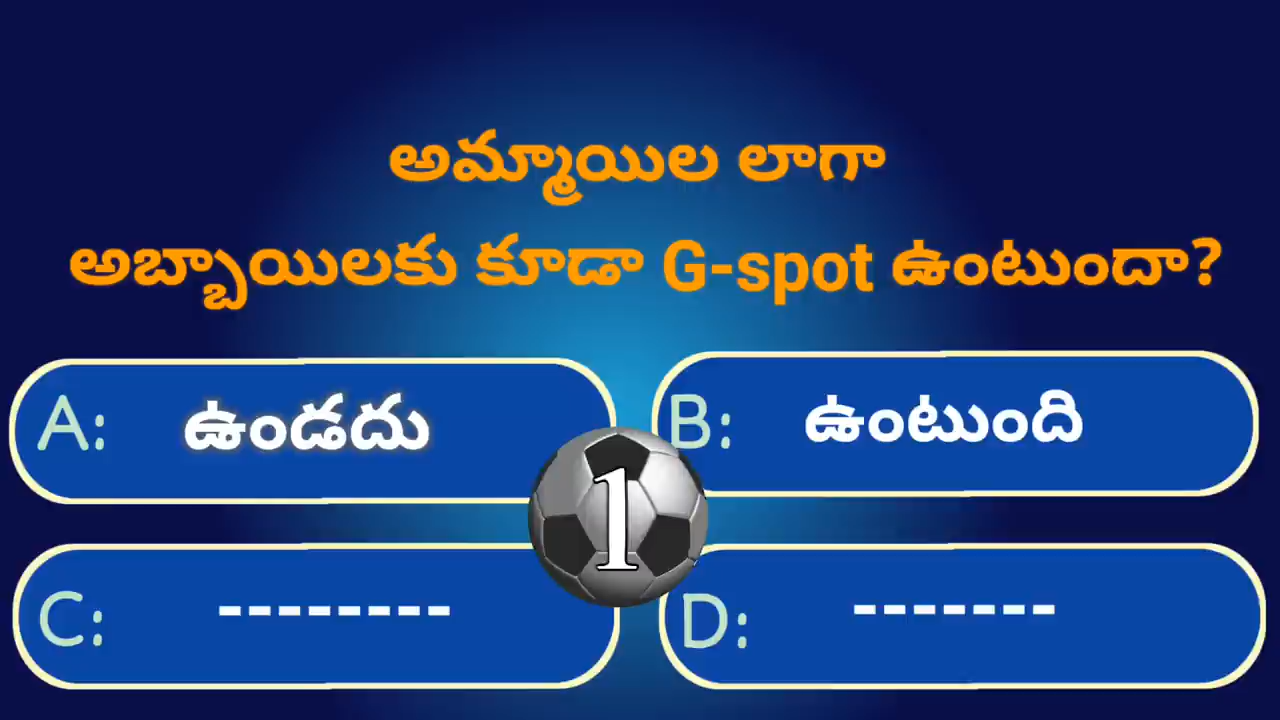 అమ్మాయిల లాగా
అబ్బాయిలకు కూడా G-spot ఉంటుందా?
A: ఉండదు
B: ఉంటుంది
1
C: --------
D: -------